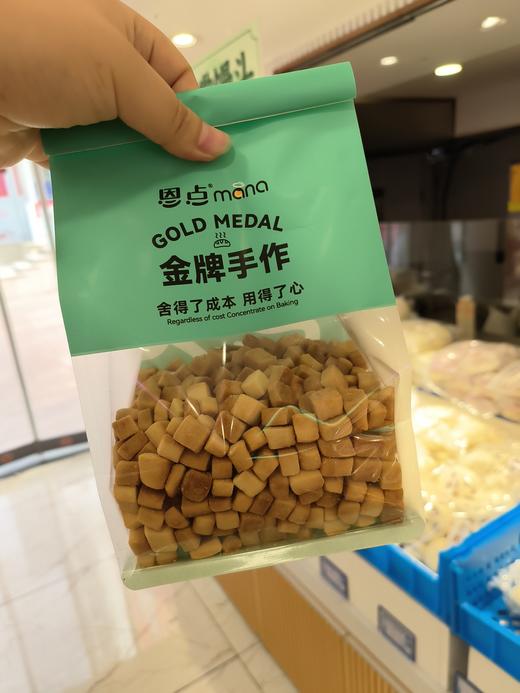 恩点®māna
GOLD MEDAL
金牌手作
舍得了成本 用得了心
Regardless of cost Concentrate on Baking